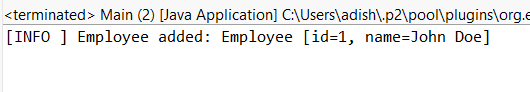 <terminated> Main (2) [Java Application] C:\Users\adish\.p2\pool\plugins\org.e
[INFO ] Employee added: Employee [id=1, name=John Doe]